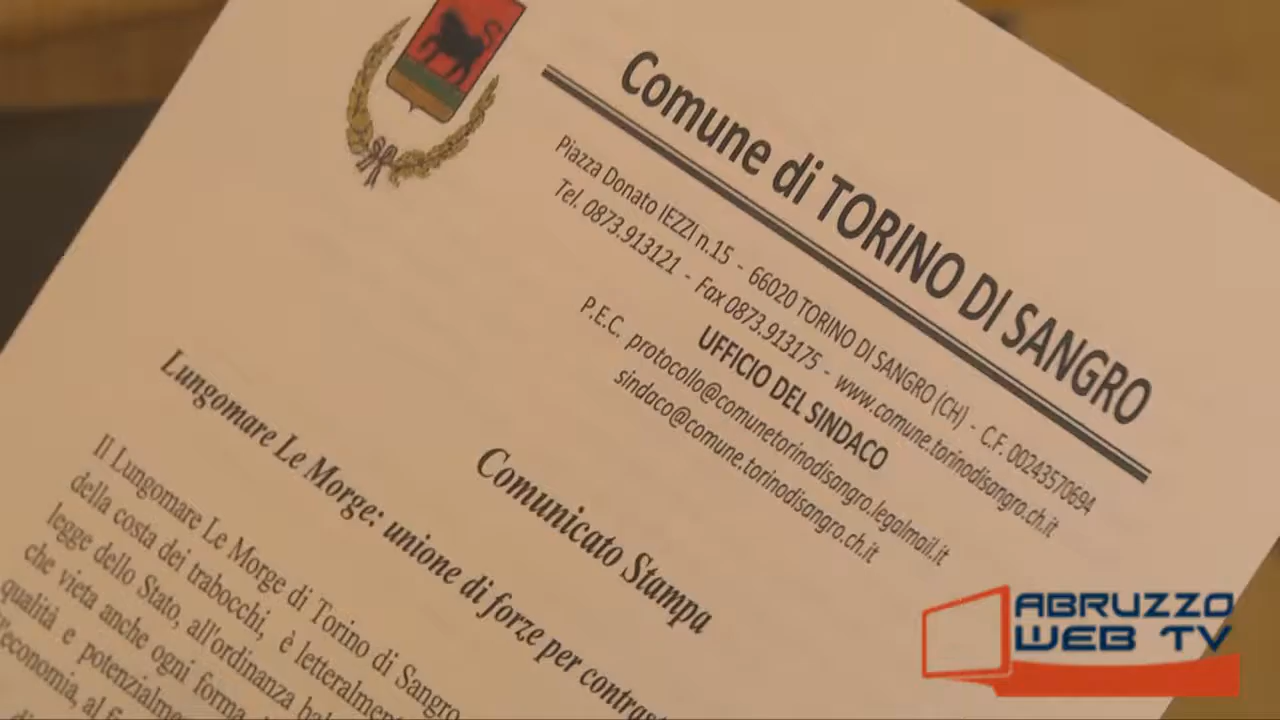 Comune di TORINO DI SANGRO
Piazza Donato IEZZI n.15 - 66020 TORINO DI SANGRO (CH) - C.F. 00243570694
Tel. 0873.913121 - Fax 0873.913175 - www.comune.torinodisangro.ch.it
UFFICIO DEL SINDACO
P.E.C. protocollo@comunetorinodisangro.legalmail.it
sindaco@comune.torinodisangro.ch.it
Comunicato Stampa
Lungomare Le Morge: unione di forze per
Il Lungomare Le Morge di Torino di Sangro
della costa dei trabocchi, è
legge dello Stato, all'ordinanza
che vieta anche ogni forma
qualità e
al
ABRUZZO
WEB TV